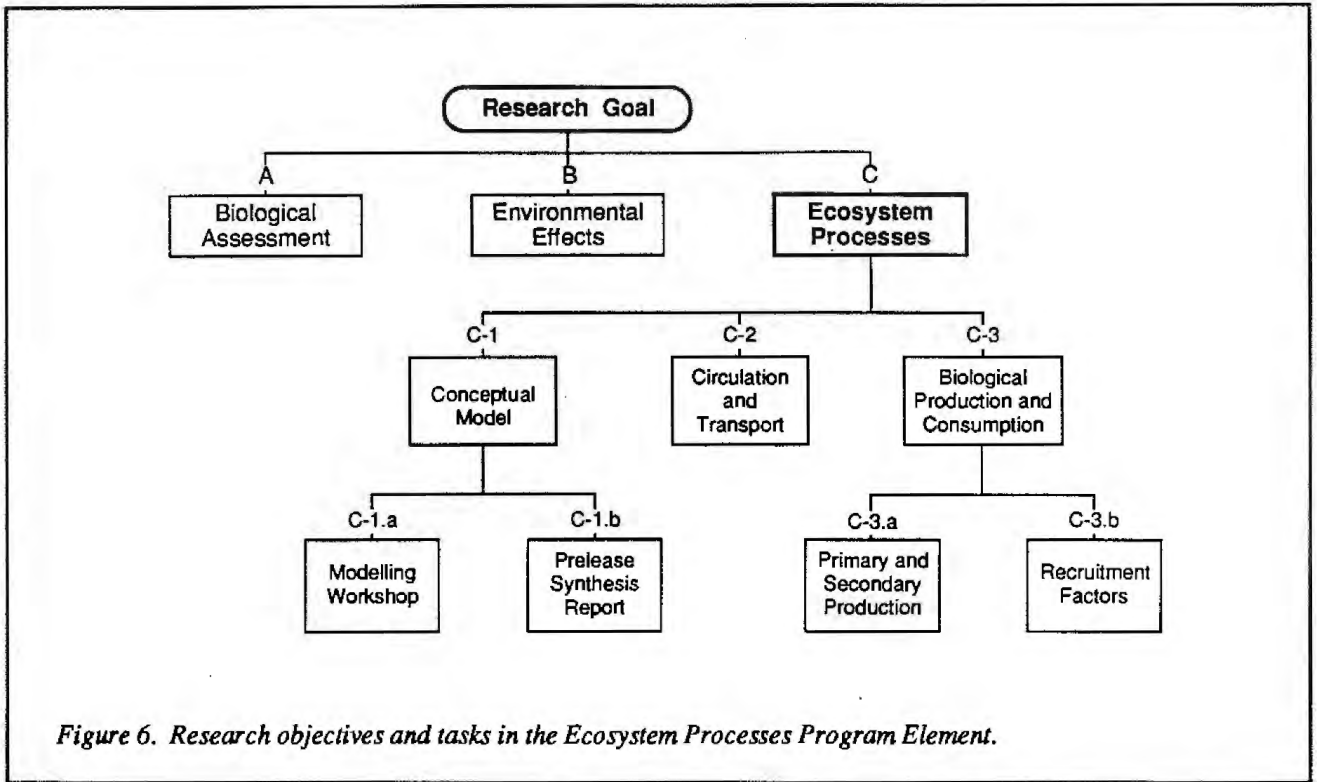 Research Goal
A
Biological
Assessment
B
Environmental
Effects
C
Ecosystem
Processes
C-1
Conceptual
Model
C-2
Circulation
and
Transport
C-3
Biological
Production and
Consumption
C-1.a
Modelling
Workshop
C-1.b
Prelease
Synthesis
Report
C-3.a
Primary and
Secondary
Production
C-3.b
Recruitment
Factors
Figure 6. Research objectives and tasks in the Ecosystem Processes Program Element.